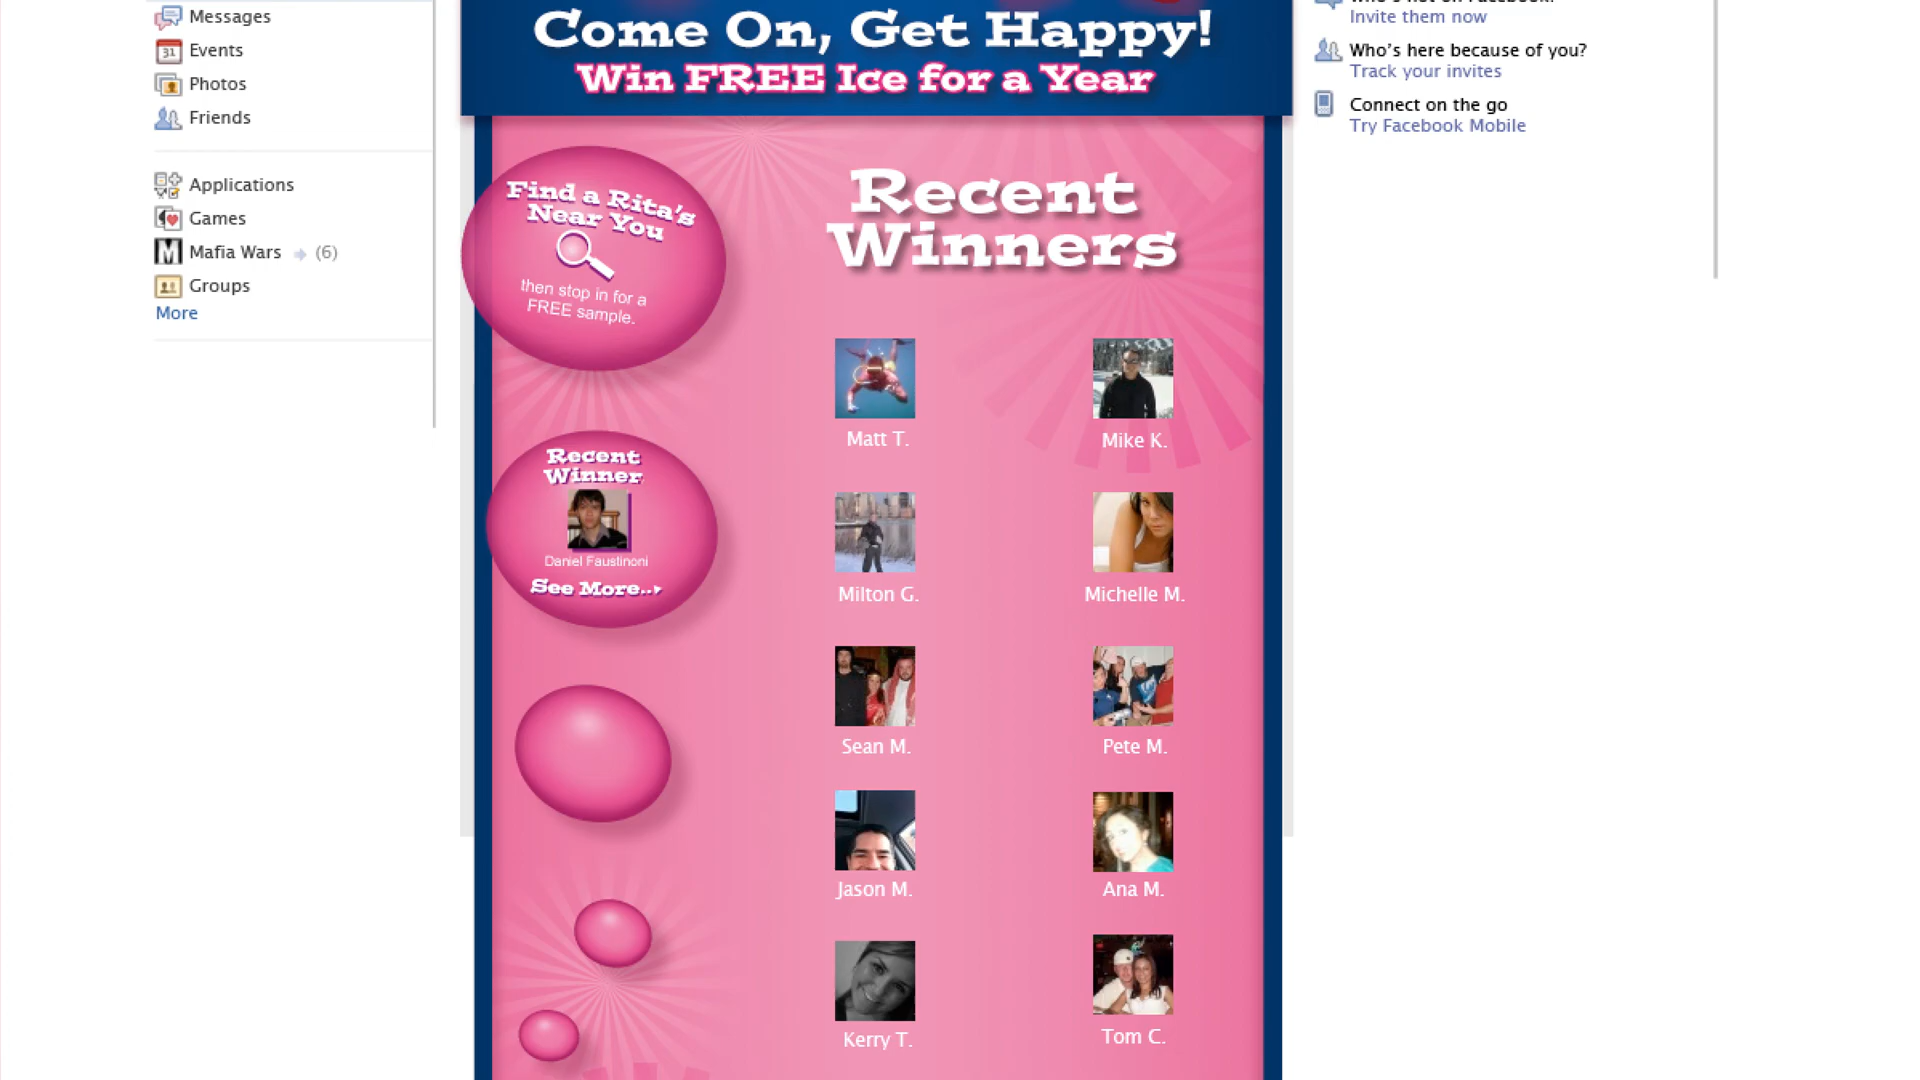 Messages
Events
Photos
Friends
Applications
Games
Mafia Wars (6)
Groups
More
Come On, Get Happy!
Win FREE Ice for a Year
Find a Rita's
Near You
then stop in for a
FREE sample.
Recent
Winner
Daniel Faustinoni
See More...
Recent
Winners
Matt T.
Mike K.
Milton G.
Michelle M.
Sean M.
Pete M.
Jason M.
Ana M.
Kerry T.
Tom C.
Invite them now
Who's here because of you?
Track your invites
Connect on the go
Try Facebook Mobile